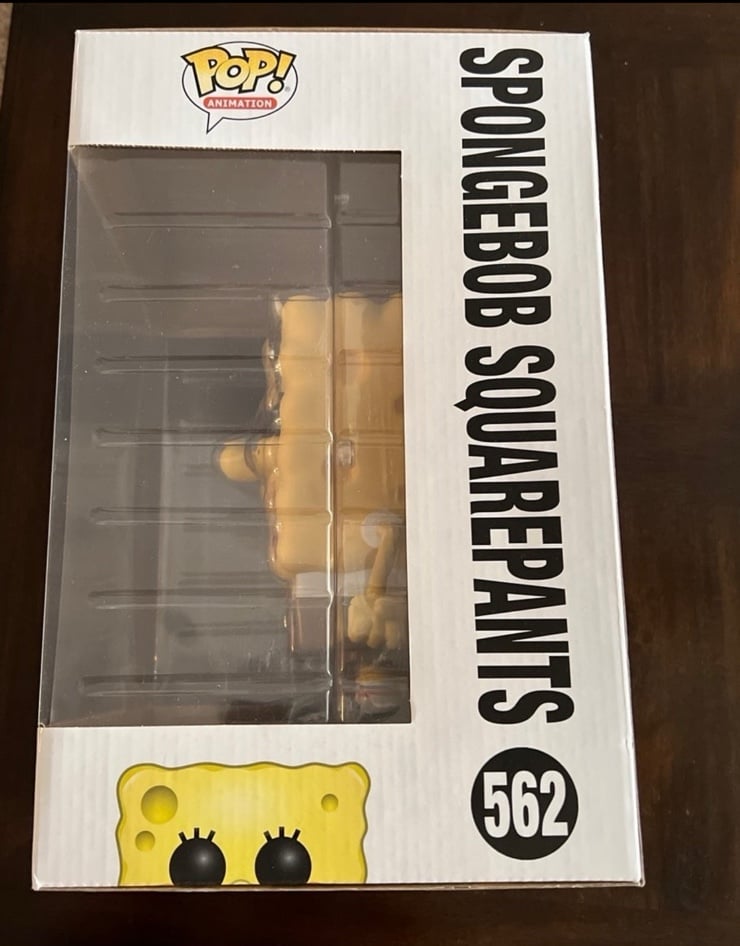 POP!
ANIMATION
SPONGEBOB SQUAREPANTS
562